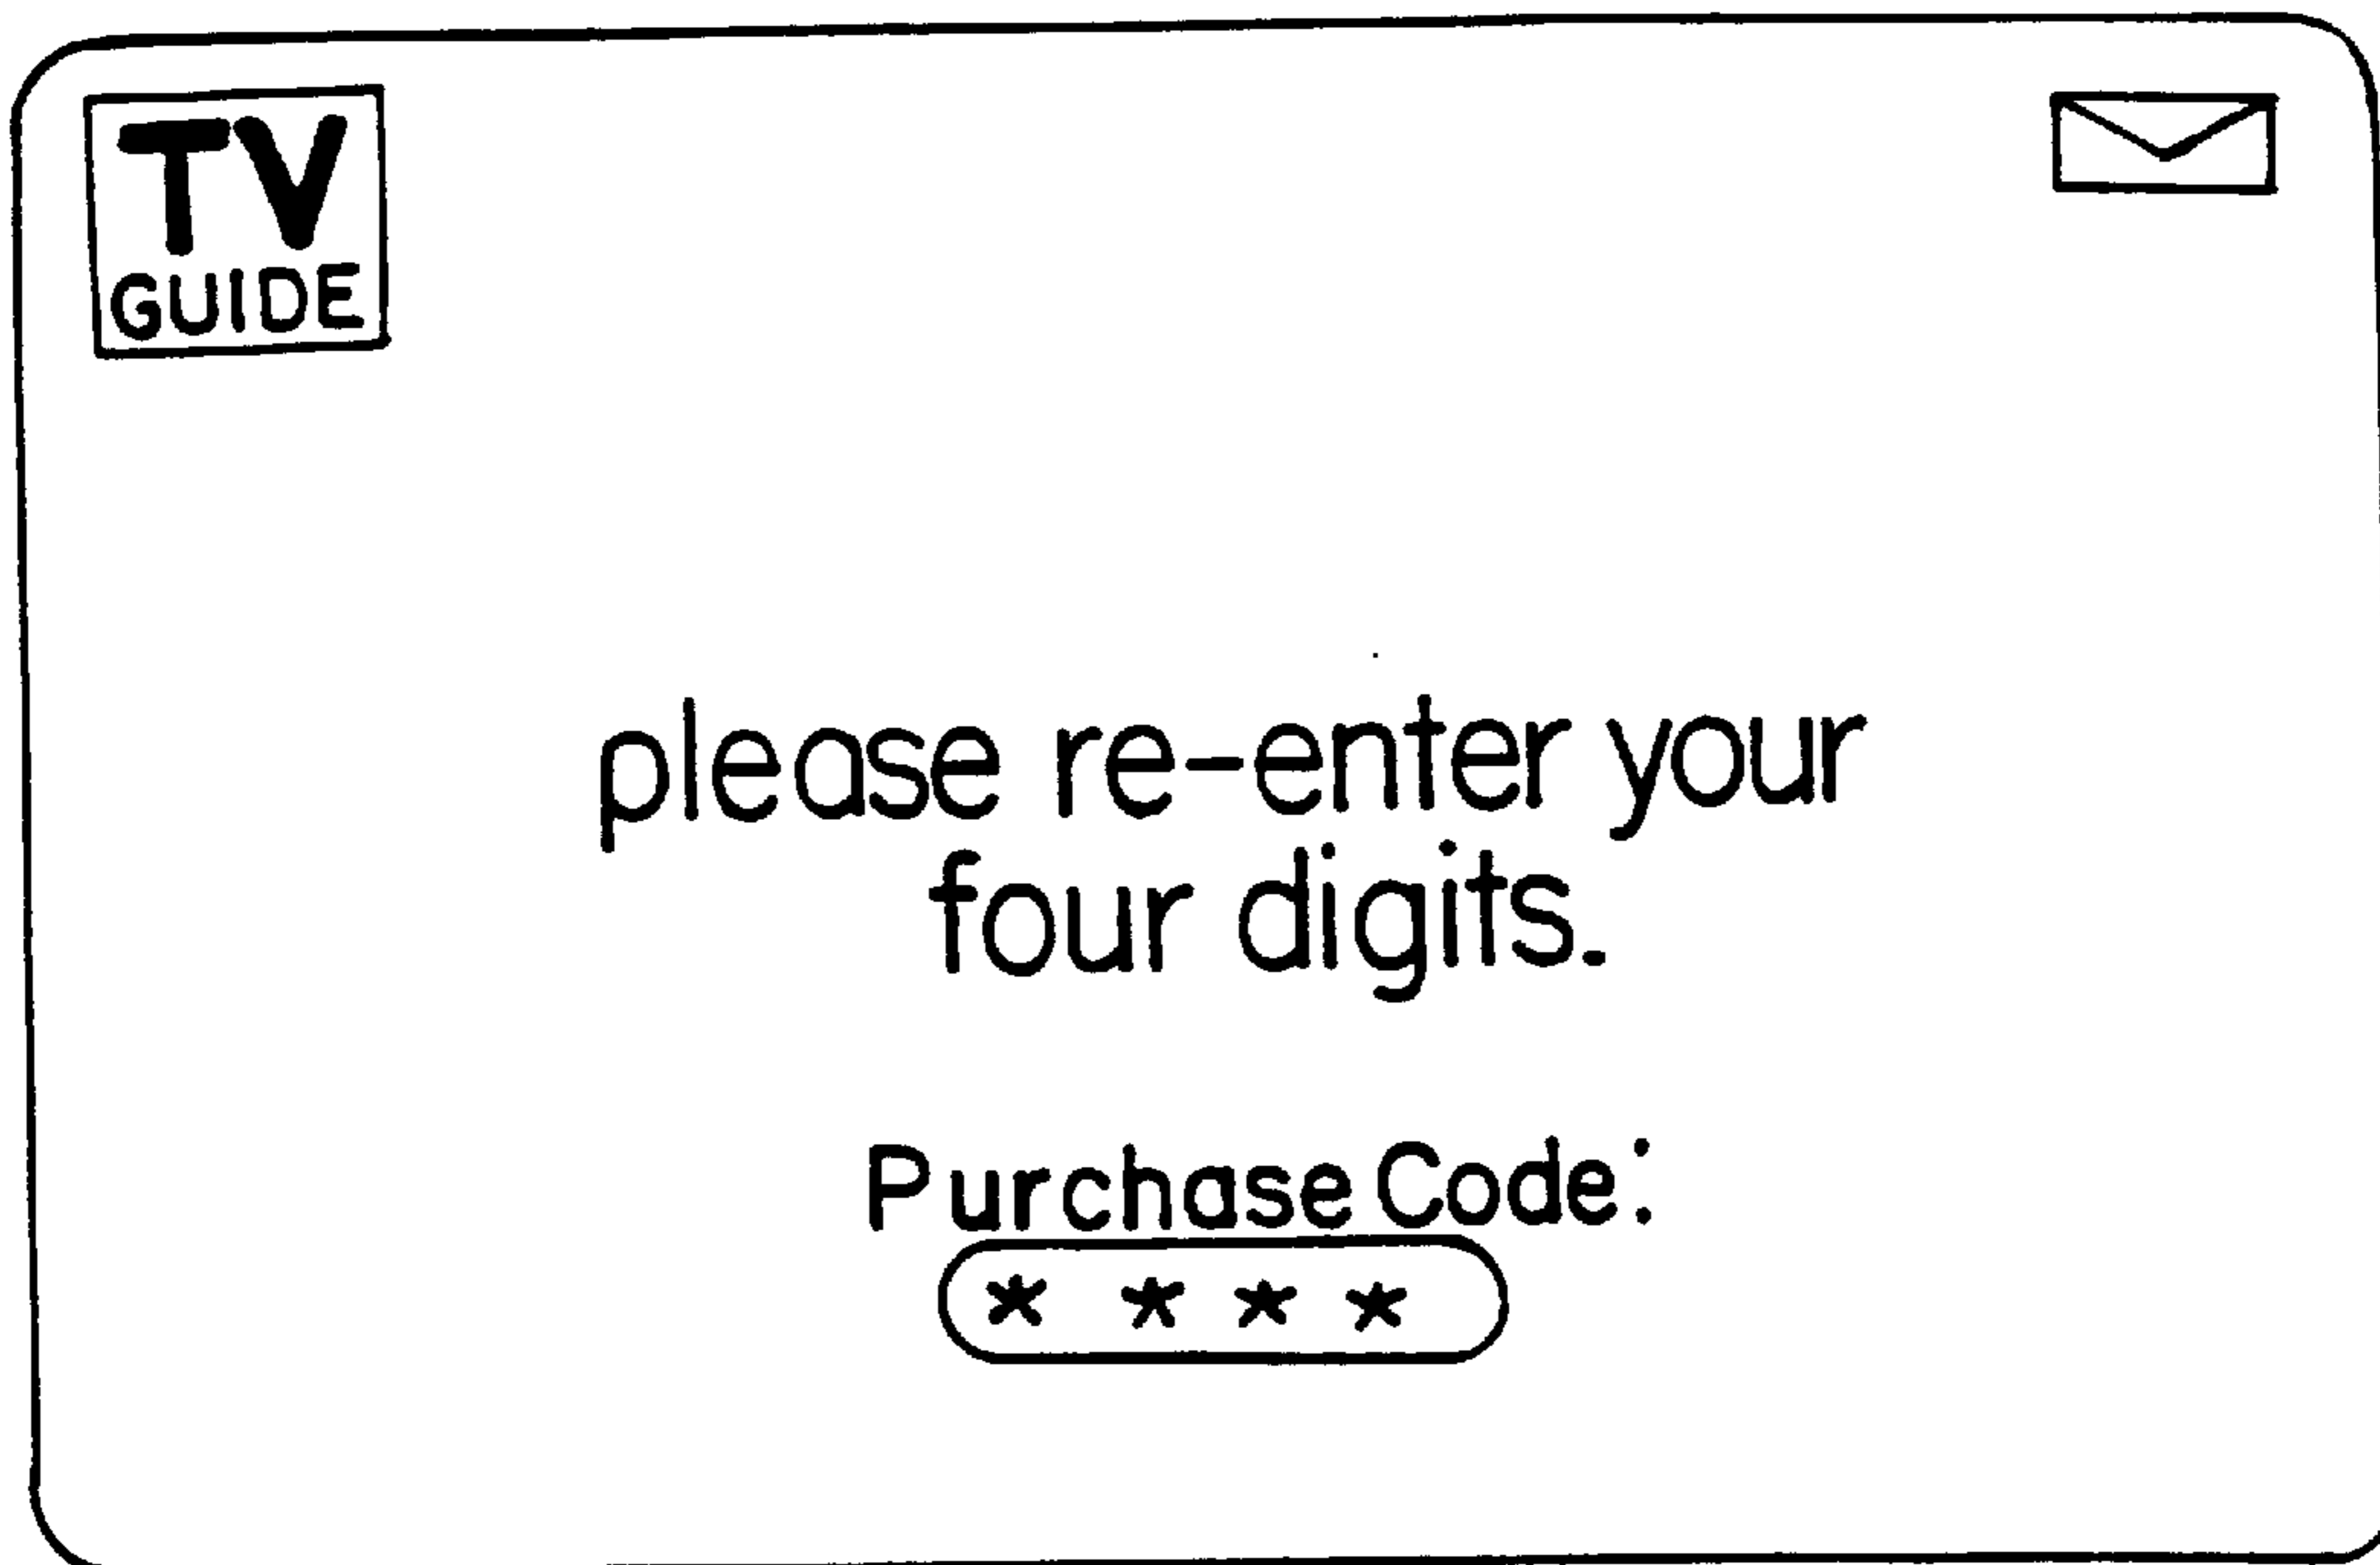 TV
GUIDE
please re-enter your
four digits.
Purchase Code:
* * * *